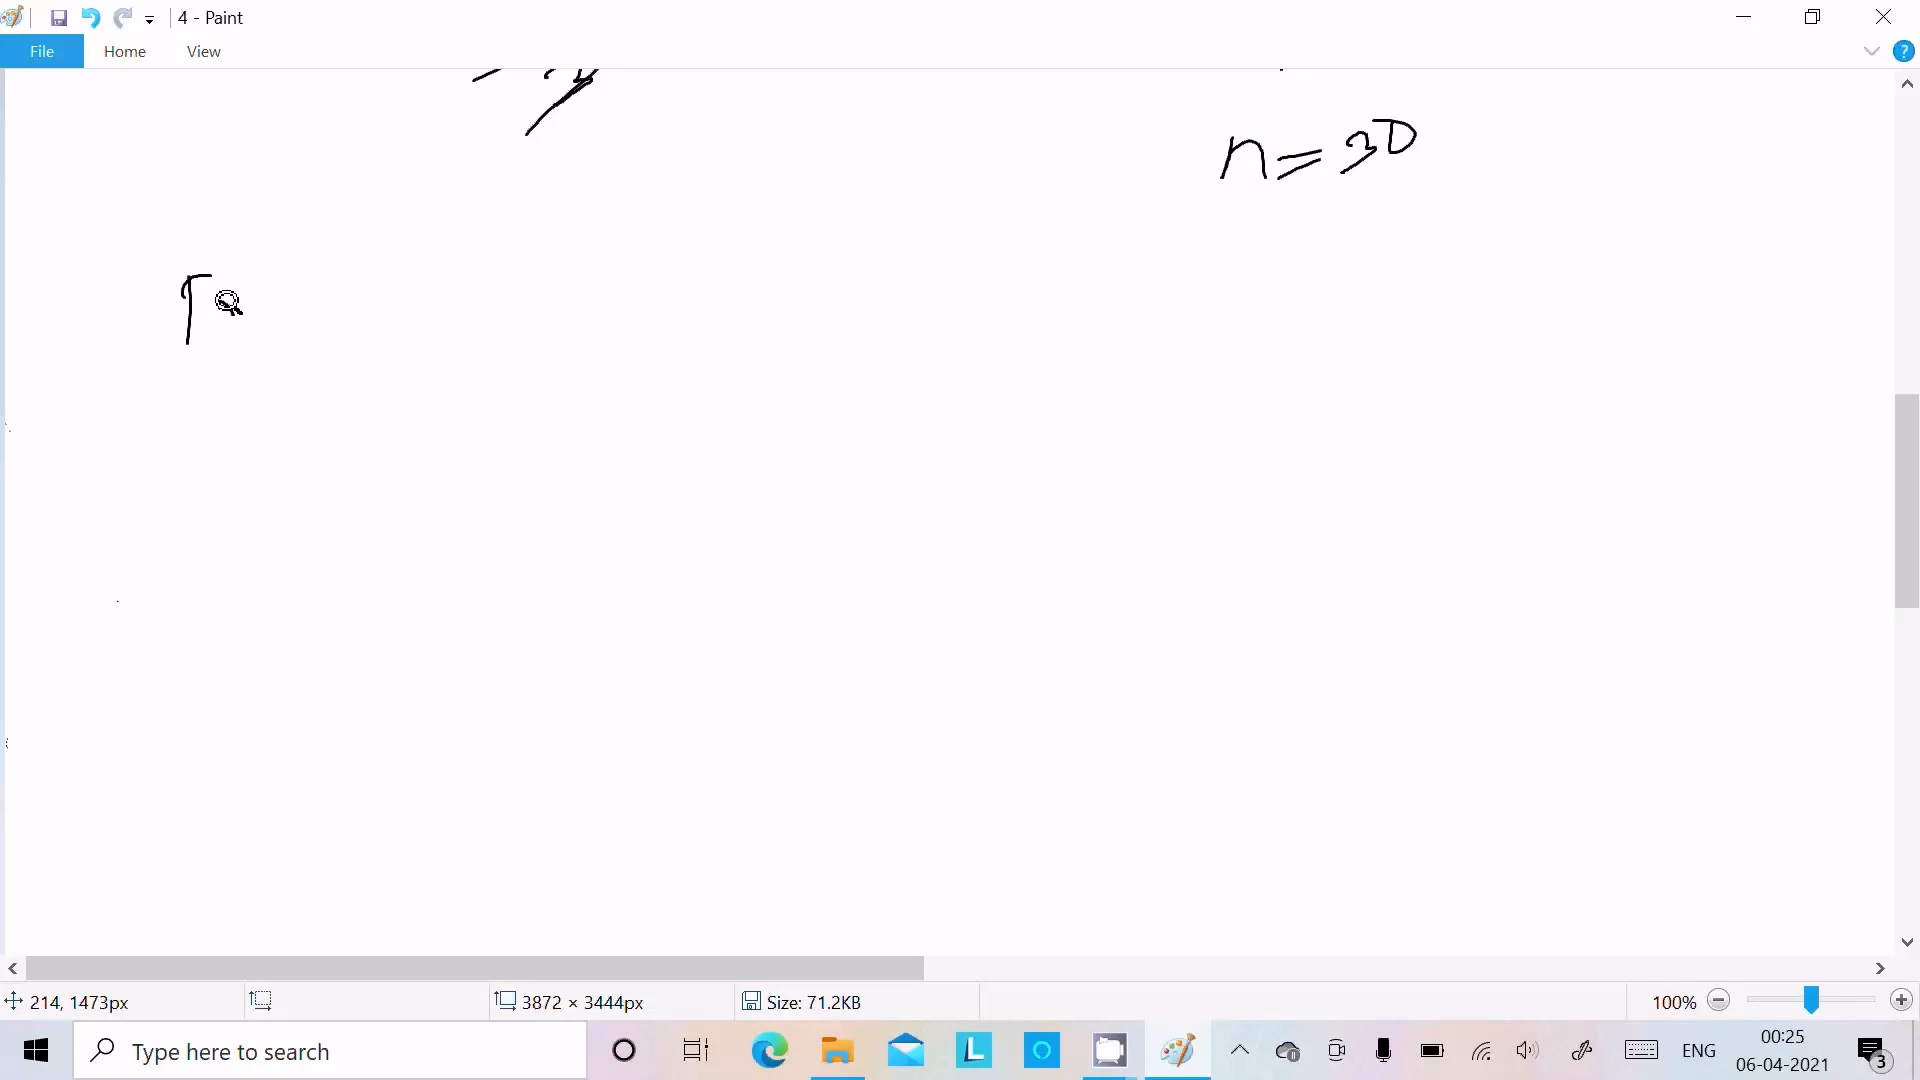 4 - Paint
File Home View
n = 30
214, 1473px 3872 × 3444px Size: 71.2KB 100%
Type here to search ENG 00:25
06-04-2021 3